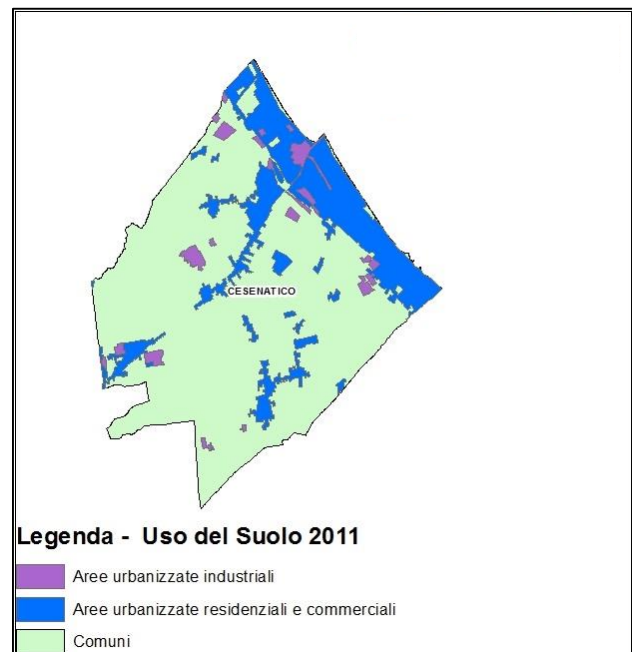 CESENATICO
Legenda - Uso del Suolo 2011
Aree urbanizzate industriali
Aree urbanizzate residenziali e commerciali
Comuni